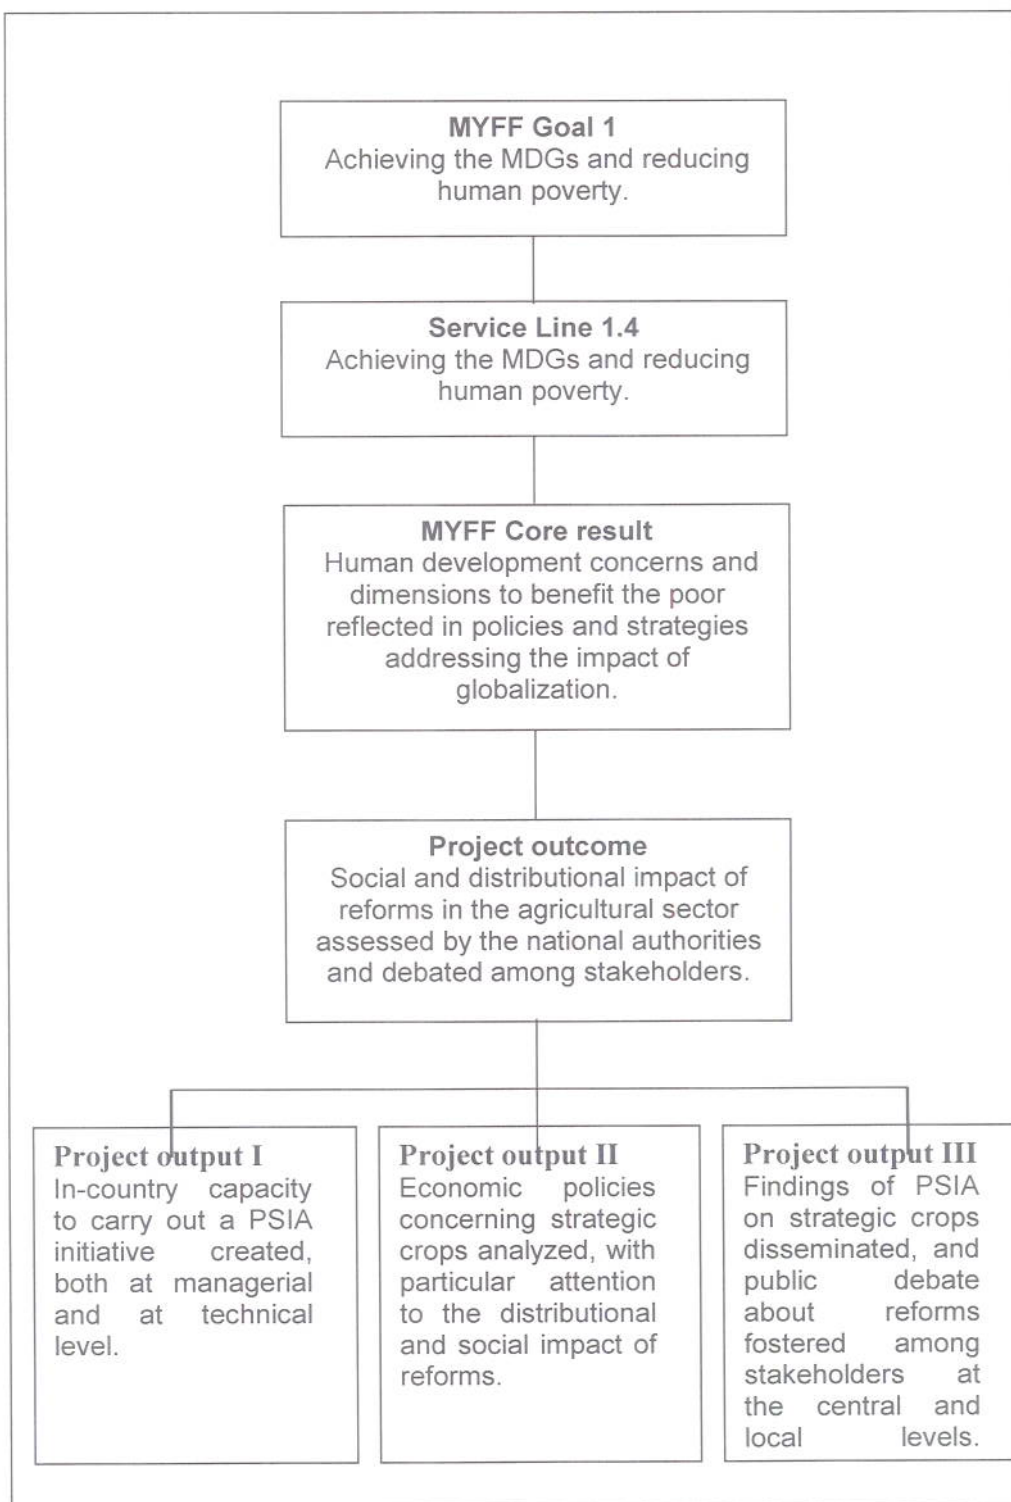 MYFF Goal 1
Achieving the MDGs and reducing
human poverty.
Service Line 1.4
Achieving the MDGs and reducing
human poverty.
MYFF Core result
Human development concerns and
dimensions to benefit the poor
reflected in policies and strategies
addressing the impact of
globalization.
Project outcome
Social and distributional impact of
reforms in the agricultural sector
assessed by the national authorities
and debated among stakeholders.
Project output I
In-country capacity
to carry out a PSIA
initiative created,
both at managerial
and at technical
level.
Project output II
Economic policies
concerning strategic
crops analyzed, with
particular attention
to the distributional
and social impact of
reforms.
Project output III
Findings of PSIA
on strategic crops
disseminated, and
public debate
about reforms
fostered among
stakeholders at
the central and
local levels.